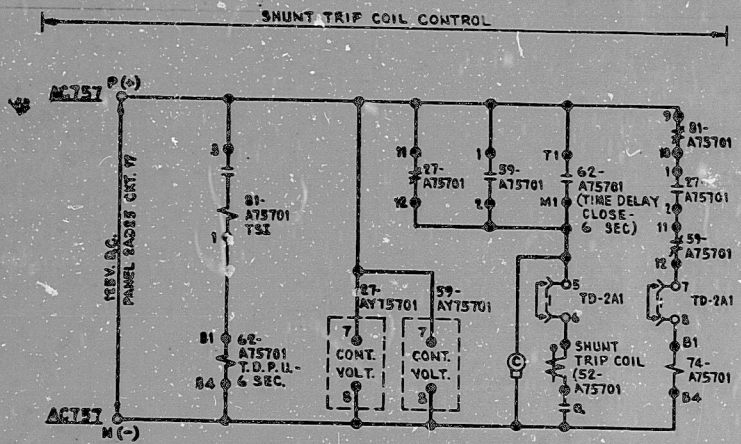 SHUNT TRIP COIL CONTROL
AC757 P(+)
125V. D.C.
PANEL 8AD8S CKT. 17
81-
A75701
TSI
1
B1
62-
A75701
T.D.P.U.-
6 SEC.
B4
27-
AY75701
7
CONT.
VOLT.
8
59-
AY75701
7
CONT.
VOLT.
8
11
27-
A75701
12
1
59-
A75701
2
T1
62-
A75701
M1
(TIME DELAY
CLOSE-
6 SEC)
C
5
TD-2A1
6
SHUNT
TRIP COIL
(52-
A75701
9
81-
A75701
10
1
27-
A75701
2
11
59-
A75701
12
7
TD-2A1
8
B1
74-
A75701
B4
AC757
N(-)